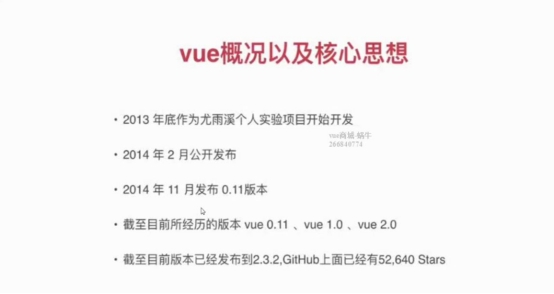 vue概况以及核心思想
• 2013 年底作为尤雨溪个人实验项目开始开发
vue商城-蜗牛
266840774
• 2014 年 2 月公开发布
• 2014 年 11 月发布 0.11版本
• 截至目前所经历的版本 vue 0.11 、vue 1.0 、vue 2.0
• 截至目前版本已经发布到2.3.2,GitHub上面已经有52,640 Stars